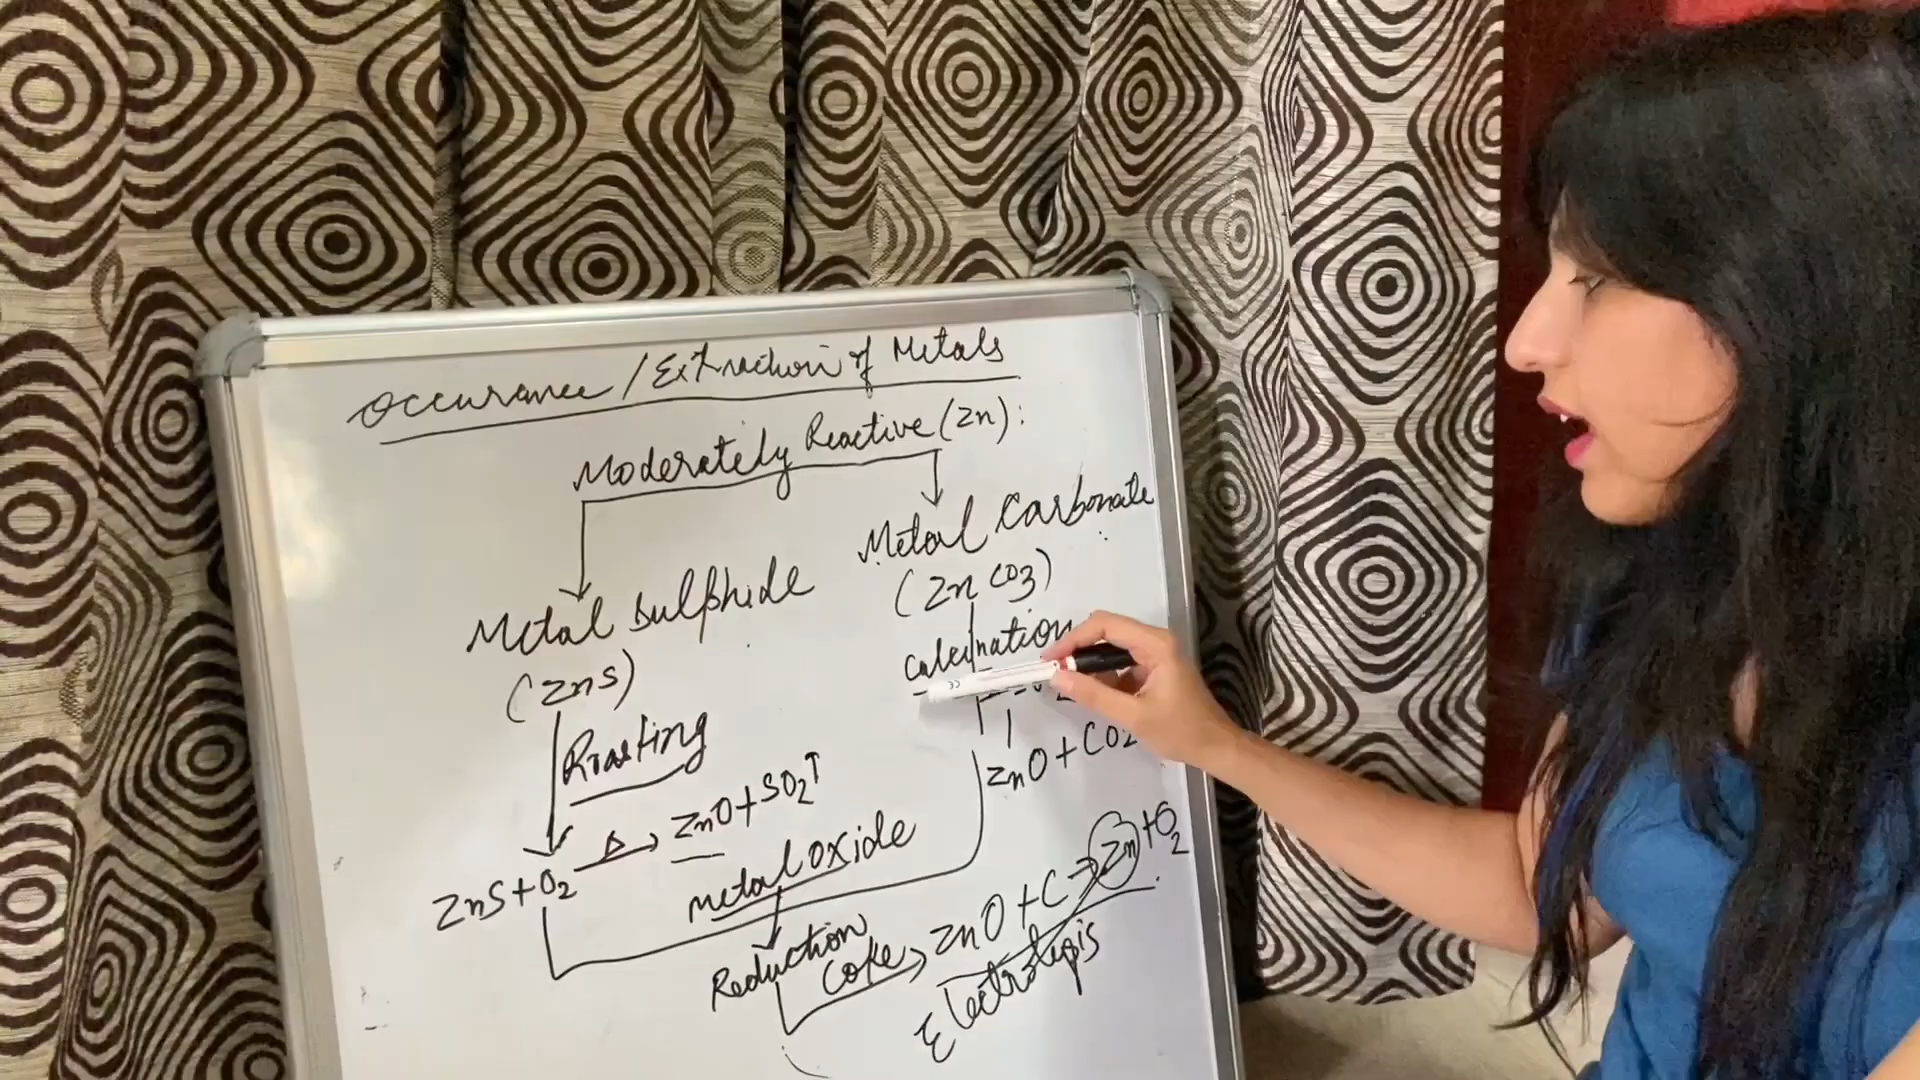 Occurance / Extraction of Metals
Moderately Reactive (Zn):
Metal Carbonate
(ZnCO3)
Calcination
ZnO + CO2
Metal Sulphide
(ZnS)
Roasting
ZnS + O2 —Δ→ ZnO + SO2↑
metal oxide
Reduction
Coke → ZnO + C → Zn + O2
Electrolysis